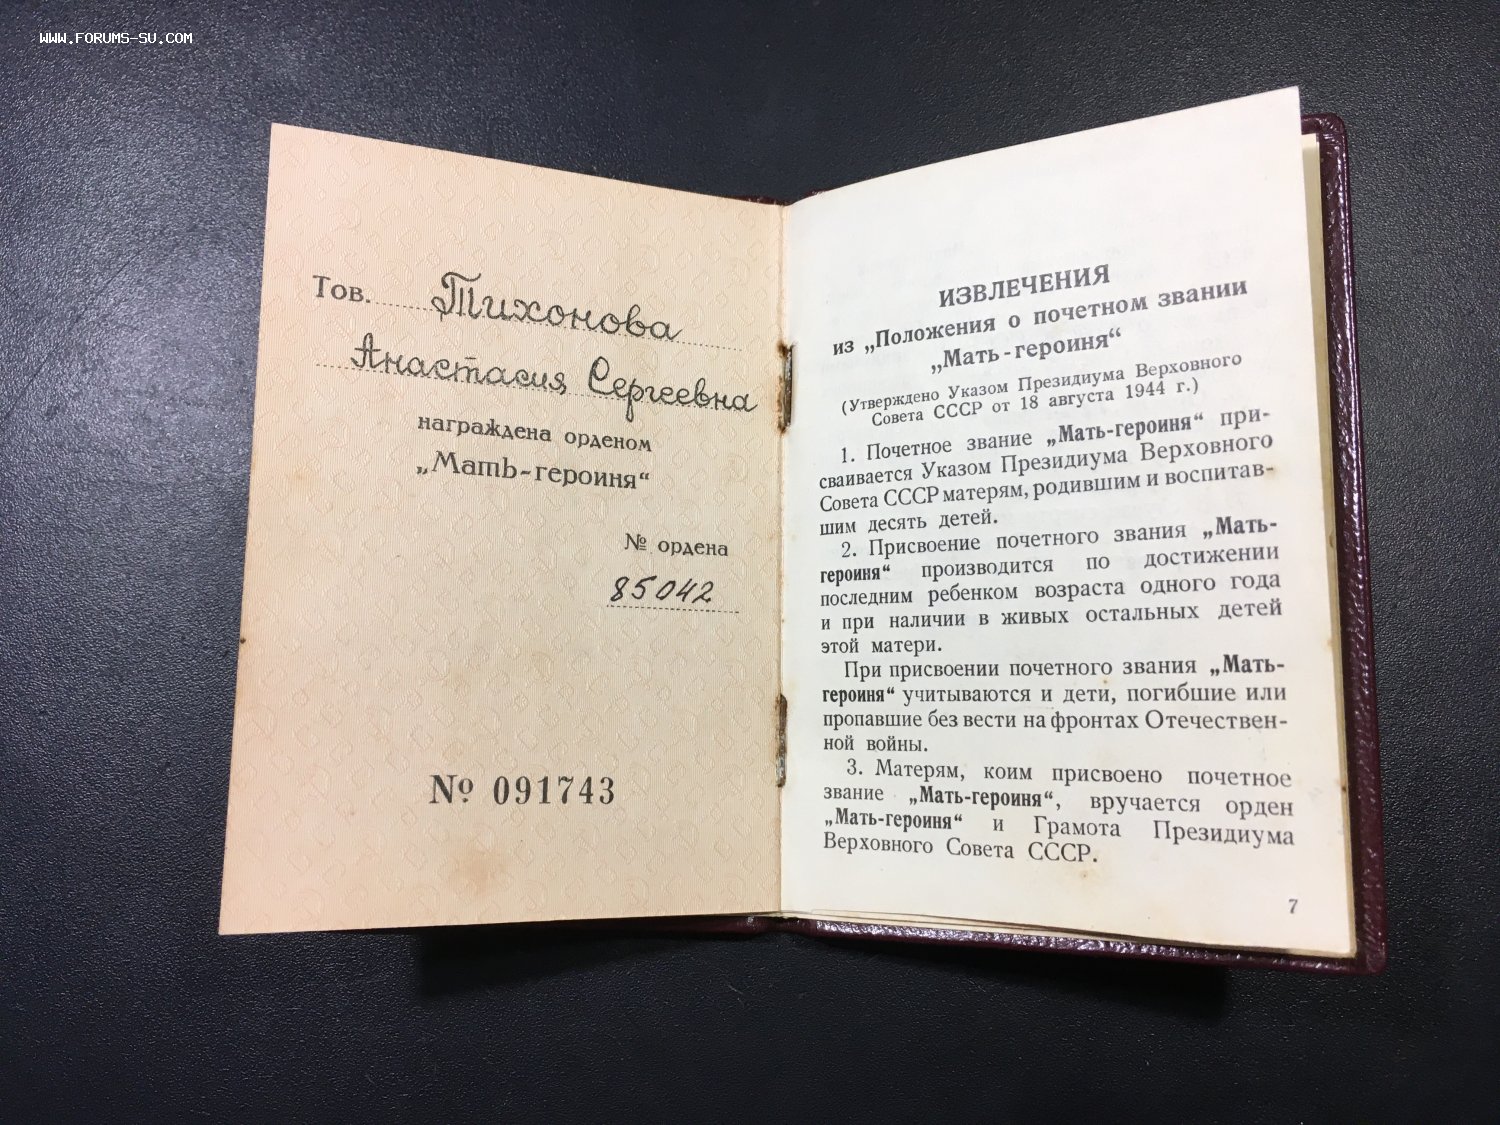 WWW.FORUMS-SU.COM
Тов. Тихонова
Анастасия Сергеевна
награждена орденом
„Мать-героиня“
№ ордена
85042
№ 091743
ИЗВЛЕЧЕНИЯ
из „Положения о почетном звании
„Мать-героиня“
(Утверждено Указом Президиума Верховного
Совета СССР от 18 августа 1944 г.)
1. Почетное звание „Мать-героиня“ при-
сваивается Указом Президиума Верховного
Совета СССР матерям, родившим и воспитав-
шим десять детей.
2. Присвоение почетного звания „Мать-
героиня“ производится по достижении
последним ребенком возраста одного года
и при наличии в живых остальных детей
этой матери.
При присвоении почетного звания „Мать-
героиня“ учитываются и дети, погибшие или
пропавшие без вести на фронтах Отечествен-
ной войны.
3. Матерям, коим присвоено почетное
звание „Мать-героиня“, вручается орден
„Мать-героиня“ и Грамота Президиума
Верховного Совета СССР.
7